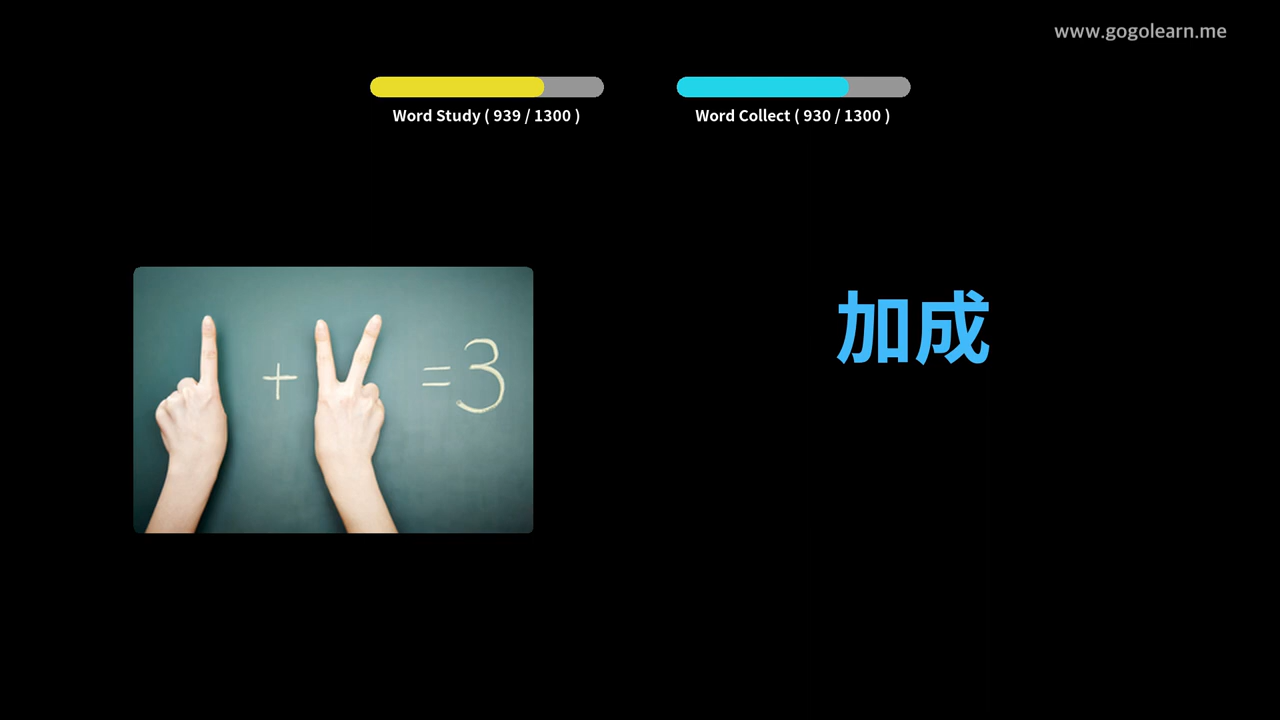 www.gogolearn.me
Word Study ( 939 / 1300 )
Word Collect ( 930 / 1300 )
+ = 3
加成